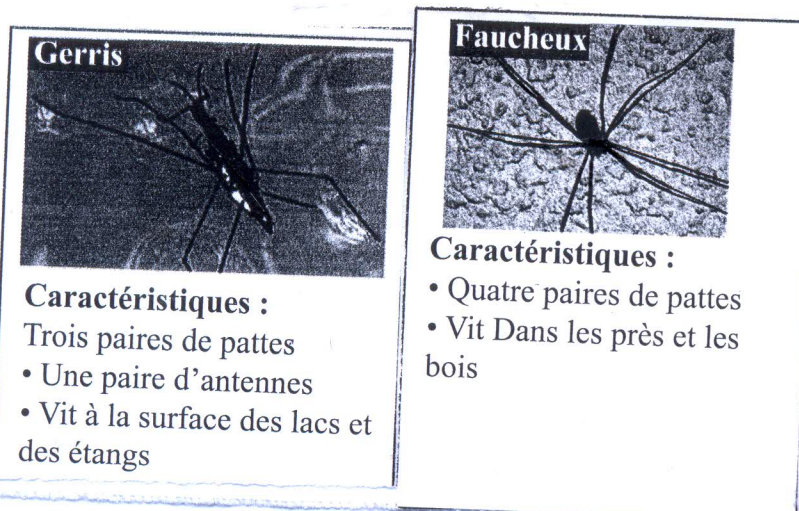 Gerris
Caractéristiques :
Trois paires de pattes
• Une paire d'antennes
• Vit à la surface des lacs et
des étangs
Faucheux
Caractéristiques :
• Quatre paires de pattes
• Vit Dans les près et les
bois